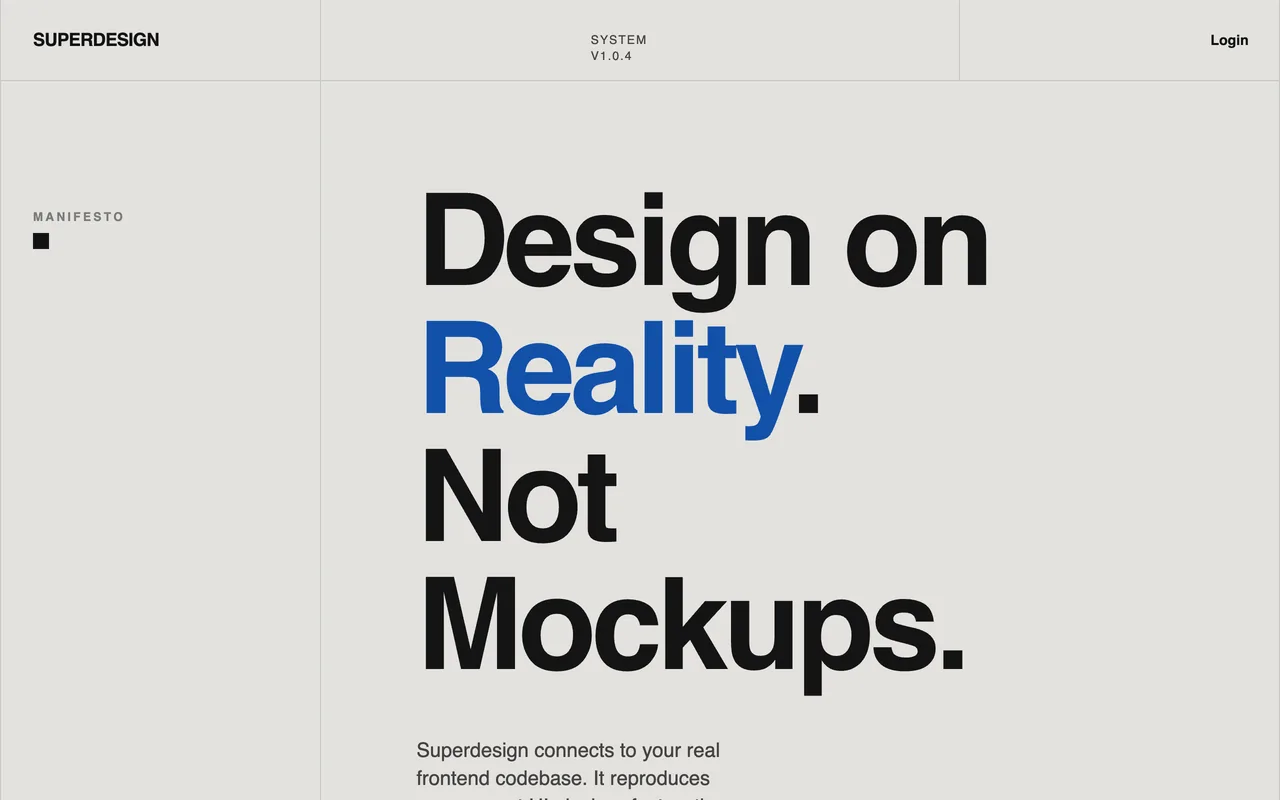 SUPERDESIGN
SYSTEM
V1.0.4
Login
MANIFESTO
Design on
Reality.
Not
Mockups.
Superdesign connects to your real
frontend codebase. It reproduces